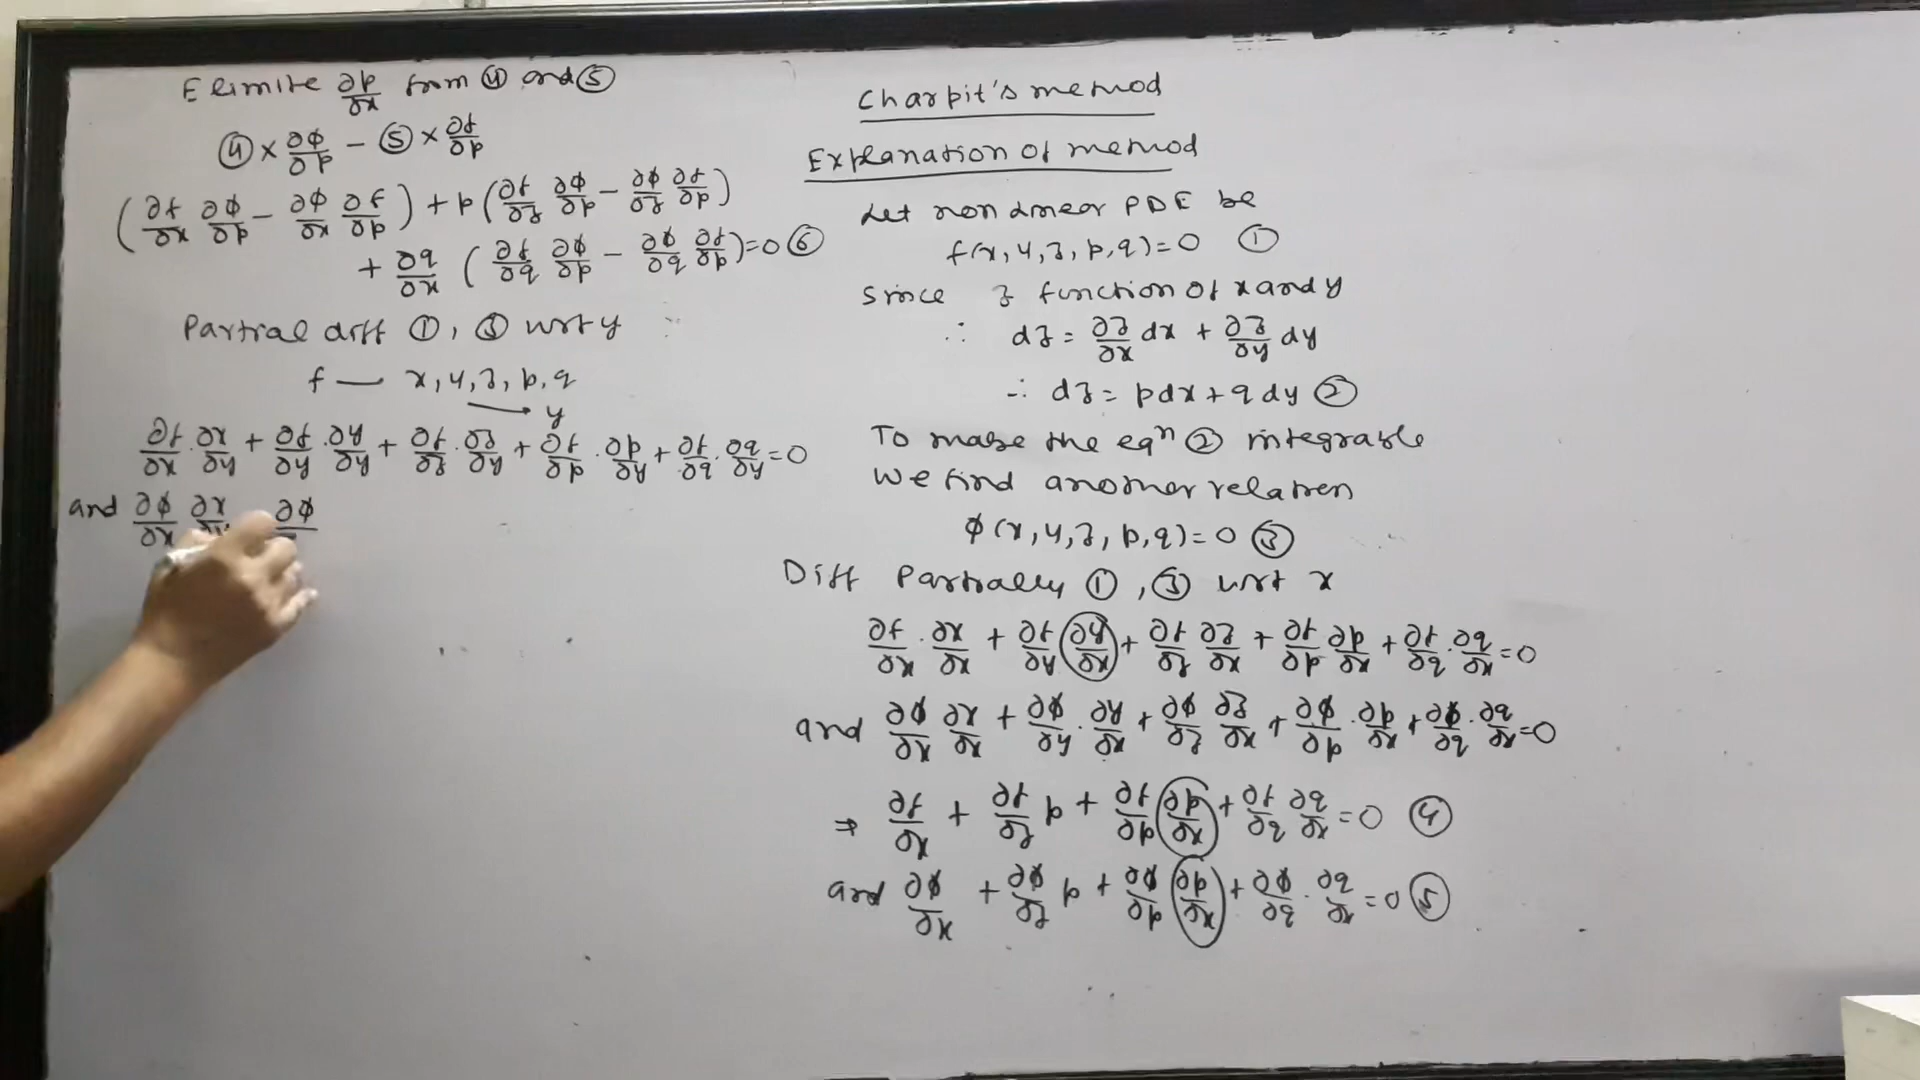 Charpit's method
Explanation of method
Let non linear PDE be
f(x, y, z, p, q) = 0 ①
Since z function of x and y
∴ dz = ∂z/∂x dx + ∂z/∂y dy
∴ dz = pdx + q dy ②
To make the eqⁿ ② integrable
We find another relation
ϕ(x, y, z, p, q) = 0 ③
Diff Partially ①, ③ wrt x
∂f/∂x · ∂x/∂x + ∂f/∂y ∂y/∂x + ∂f/∂z ∂z/∂x + ∂f/∂p ∂p/∂x + ∂f/∂q · ∂q/∂x = 0
and ∂ϕ/∂x ∂x/∂x + ∂ϕ/∂y · ∂y/∂x + ∂ϕ/∂z ∂z/∂x + ∂ϕ/∂p · ∂p/∂x + ∂ϕ/∂q · ∂q/∂x = 0
⇒ ∂f/∂x + ∂f/∂z p + ∂f/∂p ∂p/∂x + ∂f/∂q ∂q/∂x = 0 ④
and ∂ϕ/∂x + ∂ϕ/∂z p + ∂ϕ/∂p ∂p/∂x + ∂ϕ/∂q · ∂q/∂x = 0 ⑤
Elimite ∂p/∂x from ④ and ⑤
④ × ∂ϕ/∂p − ⑤ × ∂f/∂p
(∂f/∂x ∂ϕ/∂p − ∂ϕ/∂x ∂f/∂p) + p (∂f/∂z ∂ϕ/∂p − ∂ϕ/∂z ∂f/∂p)
+ ∂q/∂x (∂f/∂q ∂ϕ/∂p − ∂ϕ/∂q ∂f/∂p) = 0 ⑥
Partial diff ①, ③ wrt y
f — x, y, z, p, q
→ y
∂f/∂x · ∂x/∂y + ∂f/∂y · ∂y/∂y + ∂f/∂z · ∂z/∂y + ∂f/∂p · ∂p/∂y + ∂f/∂q · ∂q/∂y = 0
and ∂ϕ/∂x ∂x ∂ϕ